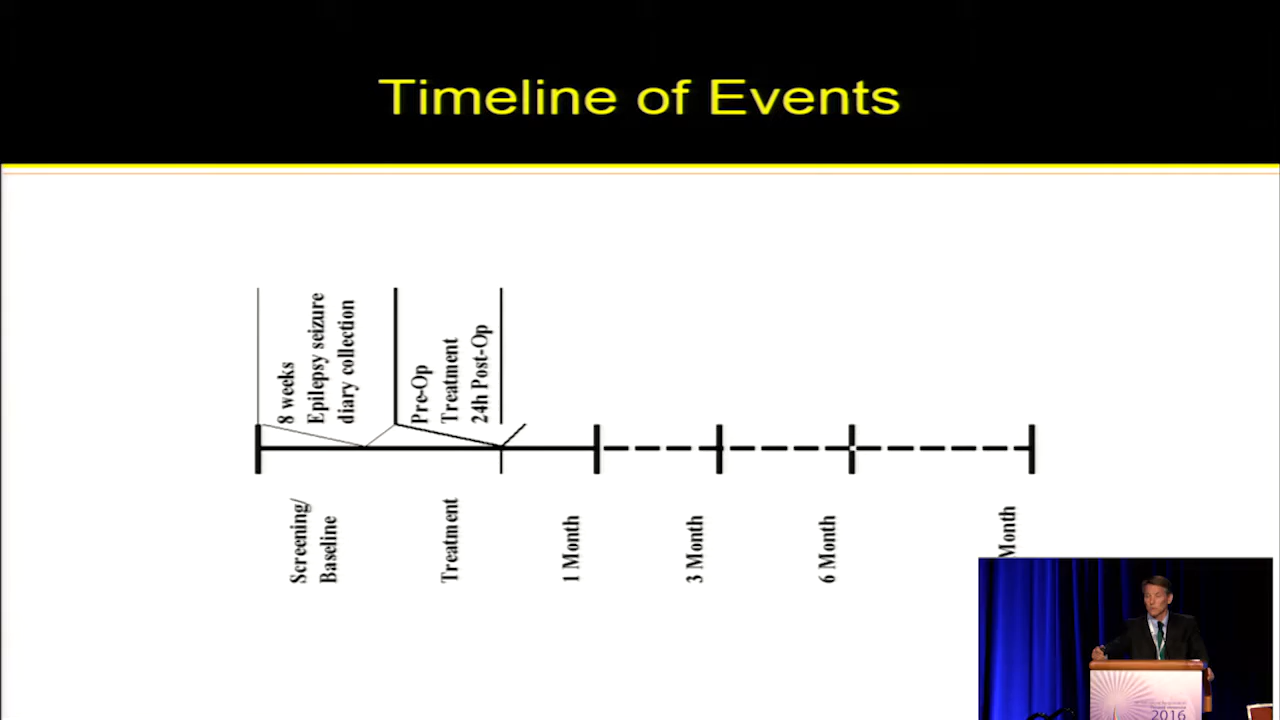 Timeline of Events
8 weeks
Epilepsy seizure
diary collection
Pre-Op
Treatment
24h Post-Op
Screening/
Baseline
Treatment
1 Month
3 Month
6 Month
Month
2016